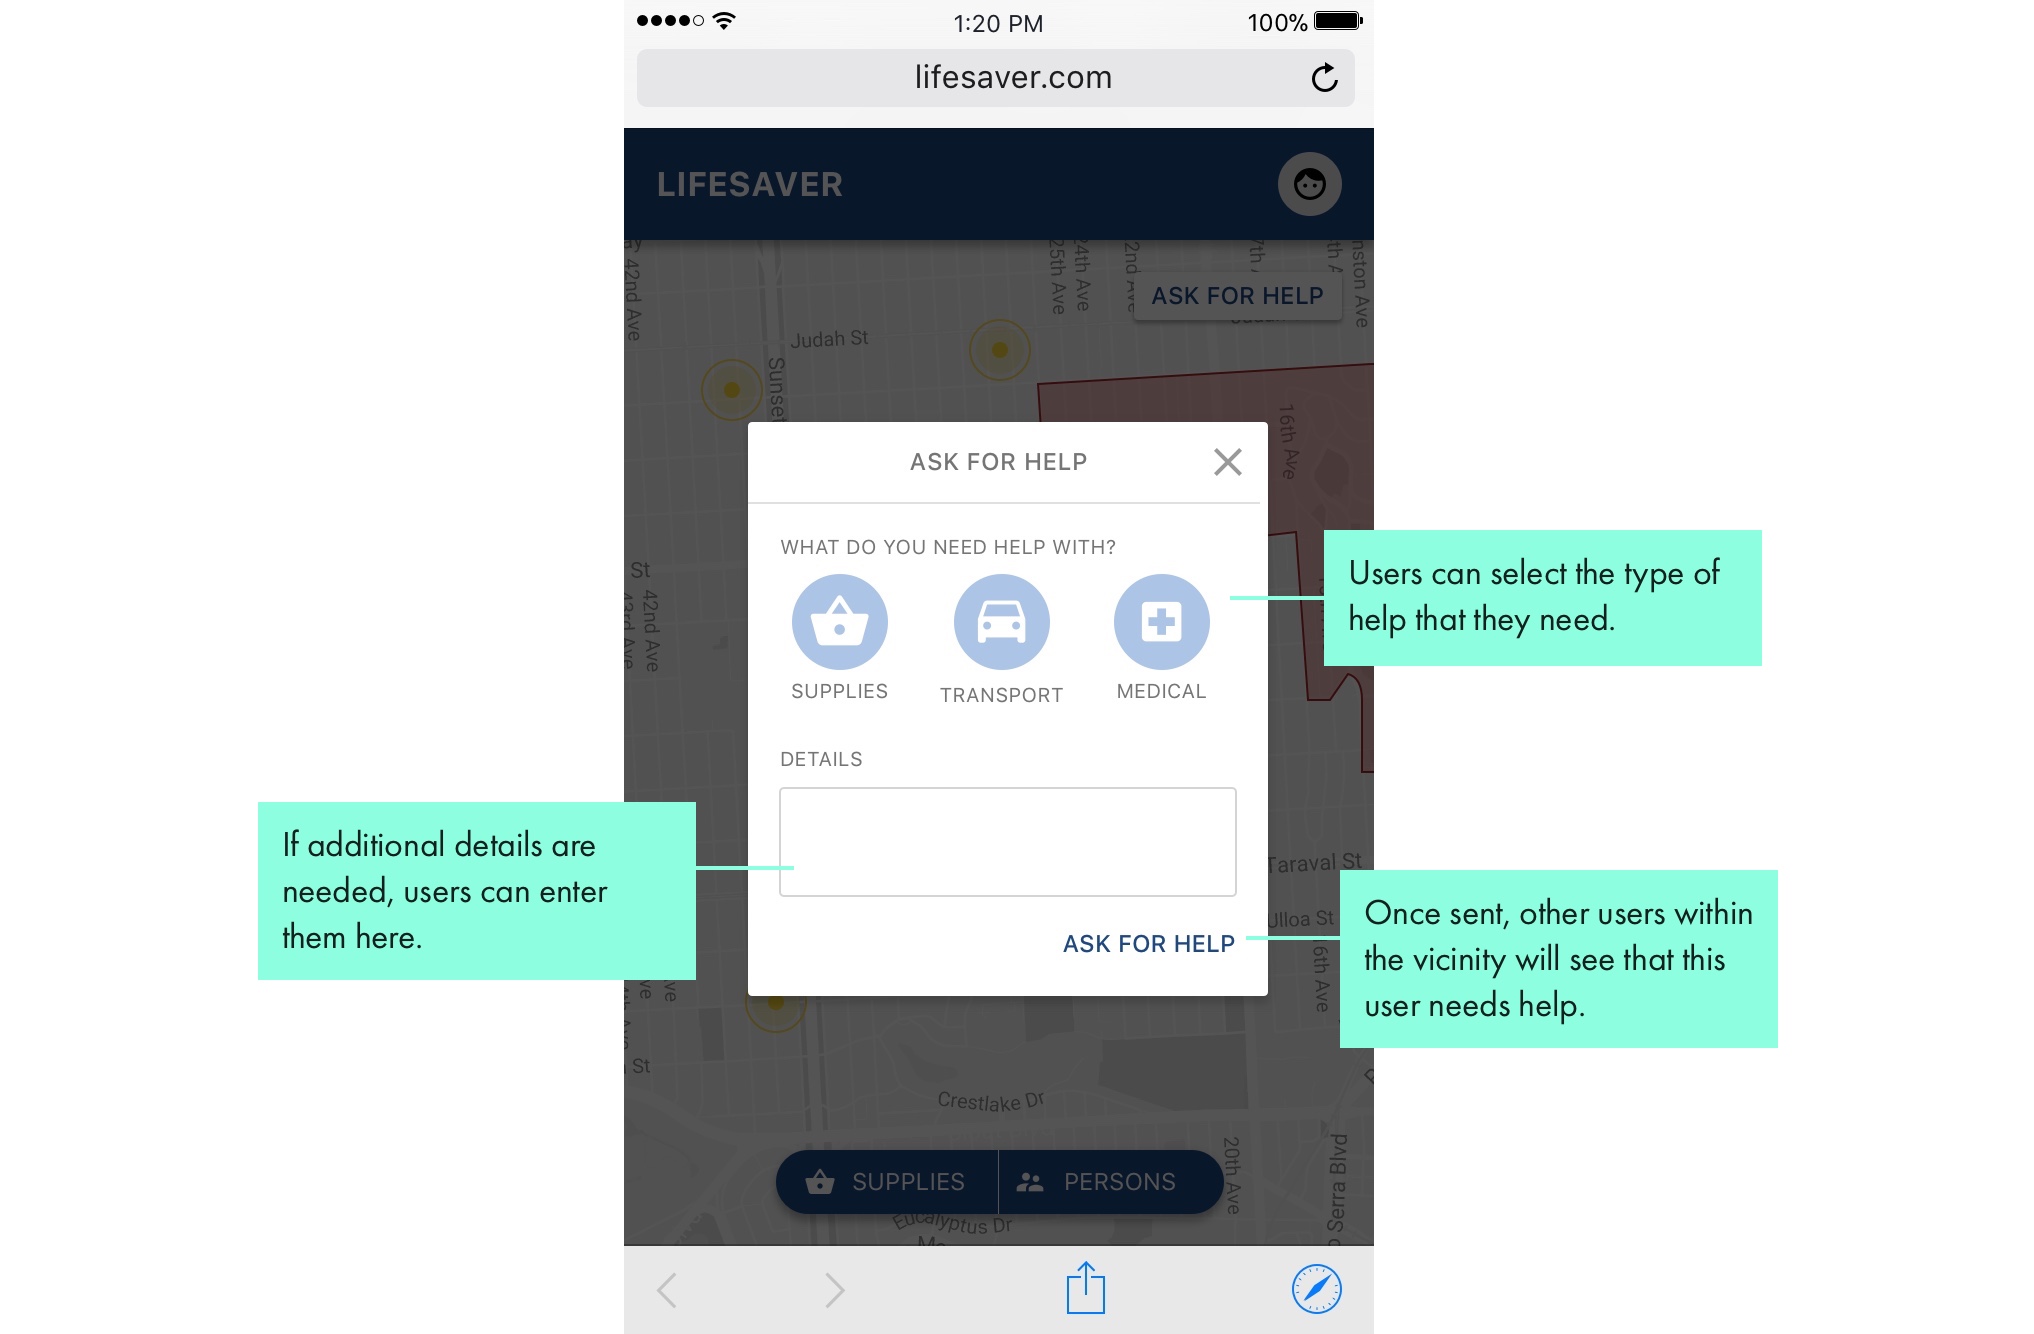 1:20 PM
100%
lifesaver.com
LIFESAVER
42nd Ave
25th Ave
24th Ave
2nd Ave
ASK FOR HELP
Judah St
Sunset
16th Ave
ASK FOR HELP
WHAT DO YOU NEED HELP WITH?
SUPPLIES
TRANSPORT
MEDICAL
Users can select the type of
help that they need.
St
43rd Ave
42nd Ave
DETAILS
If additional details are
needed, users can enter
them here.
Taraval St
Ulloa St
16th Ave
Once sent, other users within
the vicinity will see that this
user needs help.
ASK FOR HELP
St
Crestlake Dr
20th Ave
Serra Blvd
SUPPLIES
PERSONS
Eucalyptus Dr